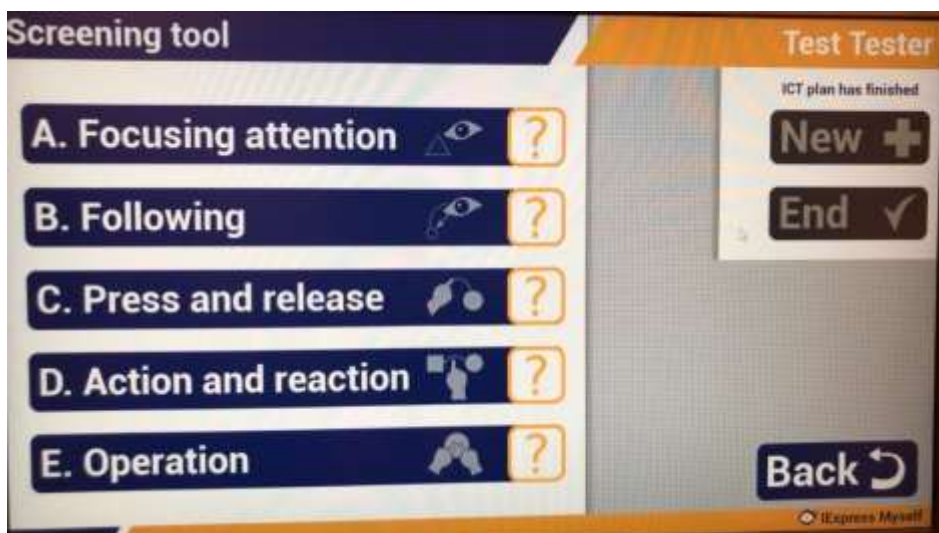 Screening tool
Test Tester
ICT plan has finished
New
End
A. Focusing attention ?
B. Following ?
C. Press and release ?
D. Action and reaction ?
E. Operation ?
Back
IExpress Myself